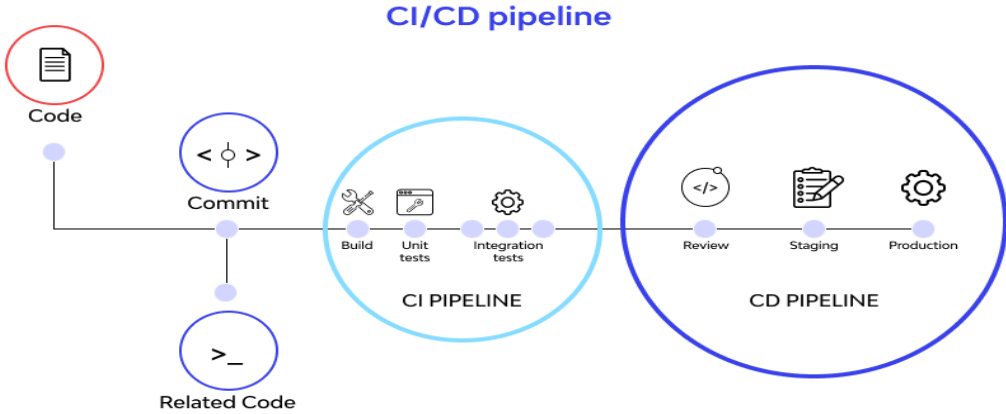 CI/CD pipeline
Code
< >
Commit
Build
Unit
tests
Integration
tests
CI PIPELINE
</>
Review
Staging
Production
CD PIPELINE
>_
Related Code